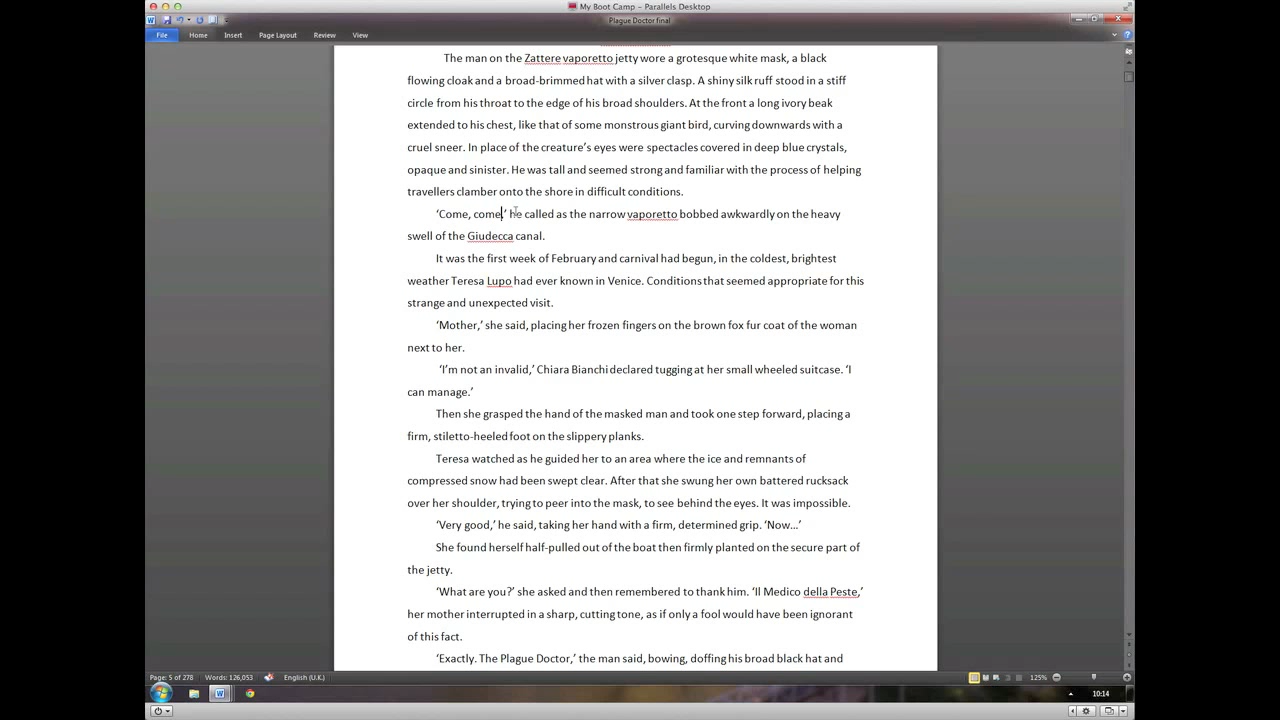 My Boot Camp - Parallels Desktop
Plague Doctor final
File Home Insert Page Layout Review View
The man on the Zattere vaporetto jetty wore a grotesque white mask, a black
flowing cloak and a broad-brimmed hat with a silver clasp. A shiny silk ruff stood in a stiff
circle from his throat to the edge of his broad shoulders. At the front a long ivory beak
extended to his chest, like that of some monstrous giant bird, curving downwards with a
cruel sneer. In place of the creature’s eyes were spectacles covered in deep blue crystals,
opaque and sinister. He was tall and seemed strong and familiar with the process of helping
travellers clamber onto the shore in difficult conditions.
‘Come, come,’ he called as the narrow vaporetto bobbed awkwardly on the heavy
swell of the Giudecca canal.
It was the first week of February and carnival had begun, in the coldest, brightest
weather Teresa Lupo had ever known in Venice. Conditions that seemed appropriate for this
strange and unexpected visit.
‘Mother,’ she said, placing her frozen fingers on the brown fox fur coat of the woman
next to her.
‘I’m not an invalid,’ Chiara Bianchi declared tugging at her small wheeled suitcase. ‘I
can manage.’
Then she grasped the hand of the masked man and took one step forward, placing a
firm, stiletto-heeled foot on the slippery planks.
Teresa watched as he guided her to an area where the ice and remnants of
compressed snow had been swept clear. After that she swung her own battered rucksack
over her shoulder, trying to peer into the mask, to see behind the eyes. It was impossible.
‘Very good,’ he said, taking her hand with a firm, determined grip. ‘Now…’
She found herself half-pulled out of the boat then firmly planted on the secure part of
the jetty.
‘What are you?’ she asked and then remembered to thank him. ‘Il Medico della Peste,’
her mother interrupted in a sharp, cutting tone, as if only a fool would have been ignorant
of this fact.
‘Exactly. The Plague Doctor,’ the man said, bowing, doffing his broad black hat and
Page: 5 of 278 Words: 126,053 English (U.K.) 125%
10:14